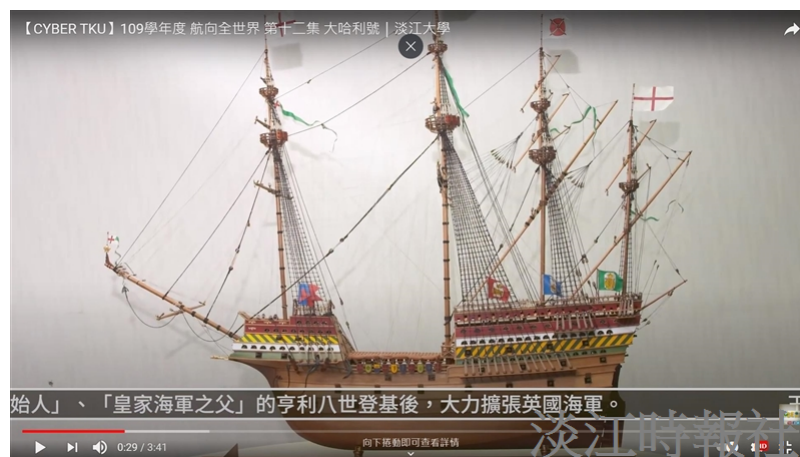 【CYBER TKU】109學年度 航向全世界 第十二集 大哈利號｜淡江大學
始人」、「皇家海軍之父」的亨利八世登基後，大力擴張英國海軍。
淡江時報社
0:29 / 3:41
HD
向下捲動即可查看詳情